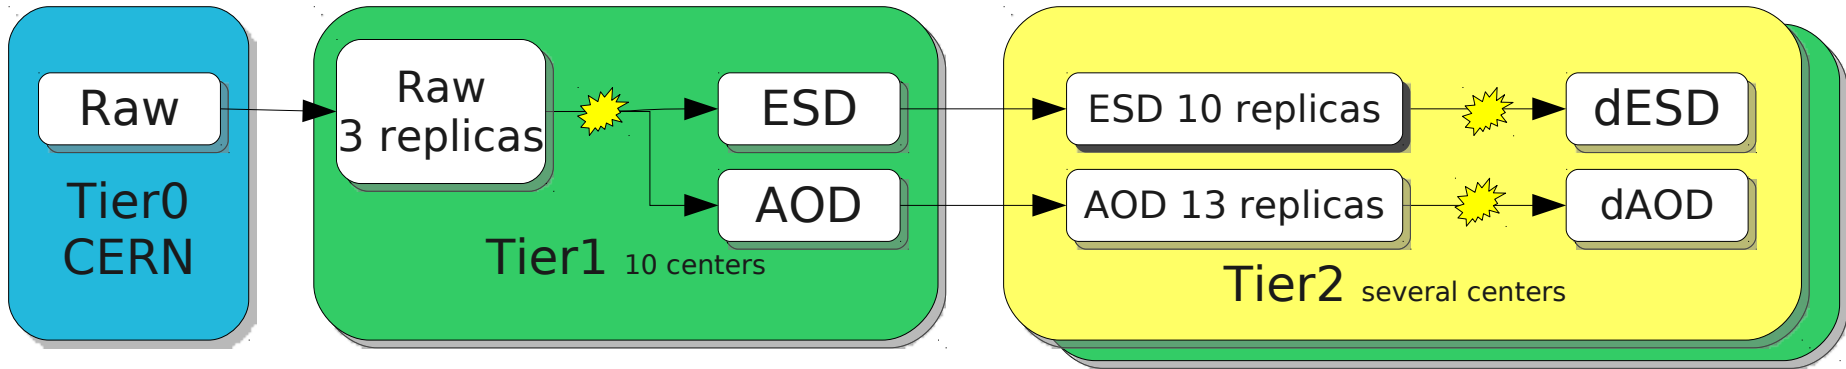 Raw
Tier0
CERN
Raw
3 replicas
ESD
AOD
Tier1 10 centers
ESD 10 replicas
dESD
AOD 13 replicas
dAOD
Tier2 several centers